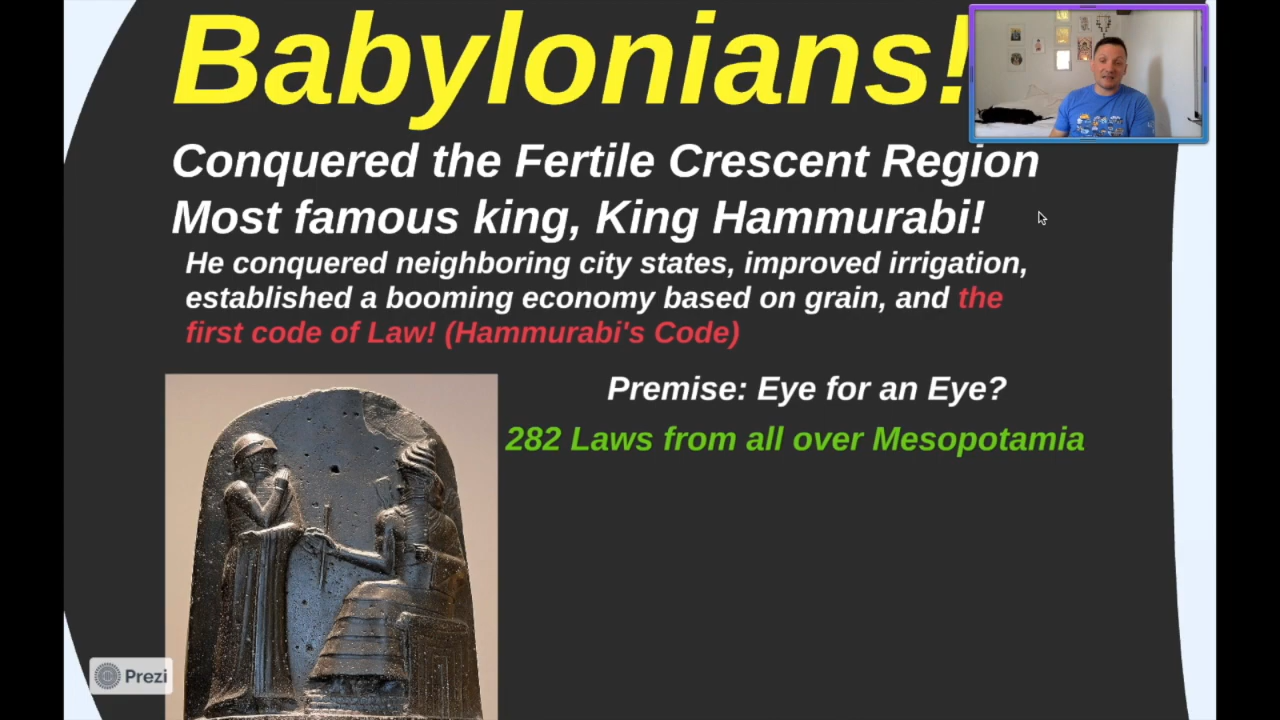 Babylonians!
Conquered the Fertile Crescent Region
Most famous king, King Hammurabi!
He conquered neighboring city states, improved irrigation,
established a booming economy based on grain, and the
first code of Law! (Hammurabi's Code)
Premise: Eye for an Eye?
282 Laws from all over Mesopotamia
Prezi